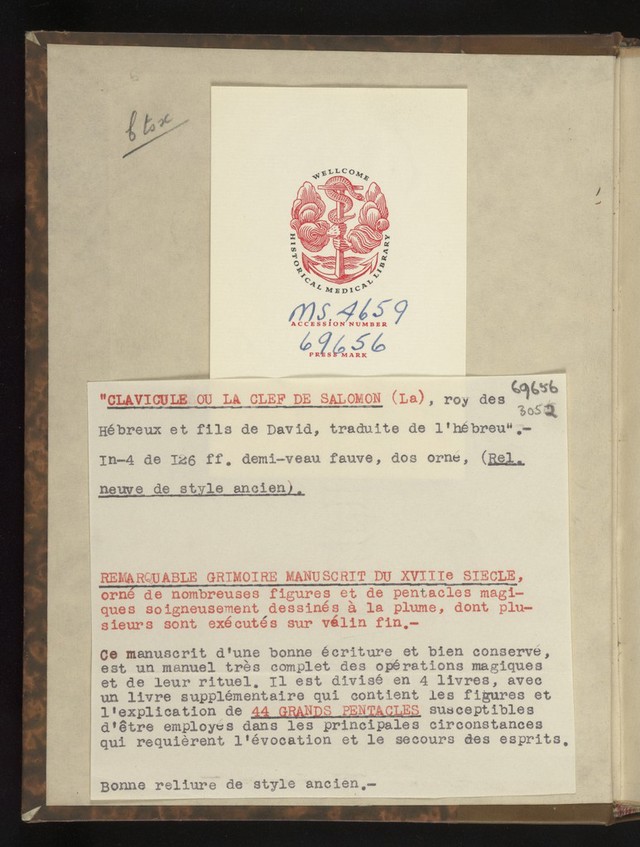 WELLCOME
HISTORICAL MEDICAL LIBRARY
MS. 4659
ACCESSION NUMBER
69656
PRESS MARK
69656
3052
"CLAVICULE OU LA CLEF DE SALOMON (La), roy des
Hébreux et fils de David, traduite de l'hébreu".-
In-4 de 126 ff. demi-veau fauve, dos orne, (Rel.
neuve de style ancien).
REMARQUABLE GRIMOIRE MANUSCRIT DU XVIIIe SIECLE,
orné de nombreuses figures et de pentacles magi-
ques soigneusement dessinés à la plume, dont plu-
sieurs sont exécutés sur vélin fin.-
Ce manuscrit d'une bonne écriture et bien conservé,
est un manuel très complet des opérations magiques
et de leur rituel. Il est divisé en 4 livres, avec
un livre supplémentaire qui contient les figures et
l'explication de 44 GRANDS PENTACLES susceptibles
d'être employés dans les principales circonstances
qui requièrent l'évocation et le secours des esprits.
Bonne reliure de style ancien.-